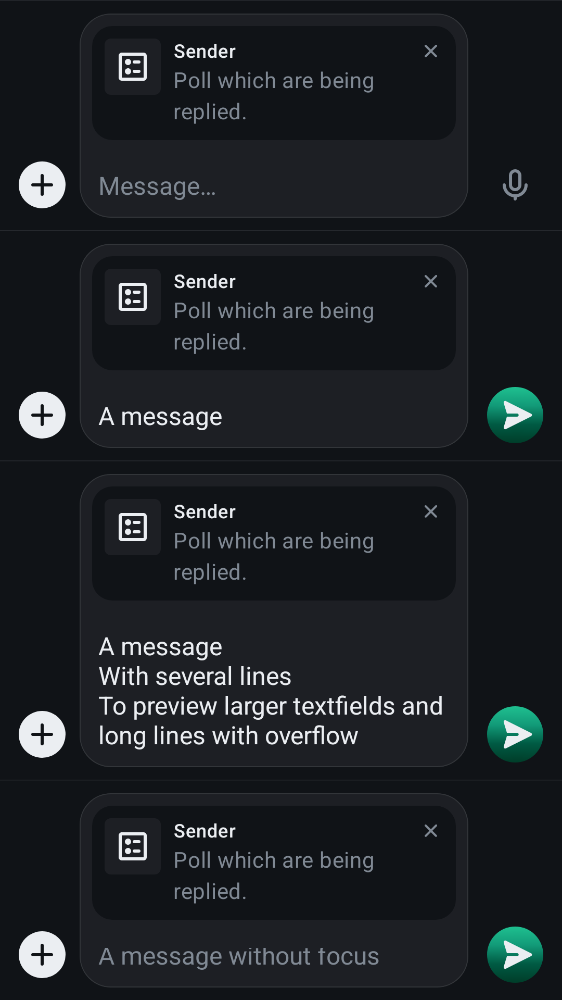 Sender
Poll which are being
replied.
Message…
Sender
Poll which are being
replied.
A message
Sender
Poll which are being
replied.
A message
With several lines
To preview larger textfields and
long lines with overflow
Sender
Poll which are being
replied.
A message without focus